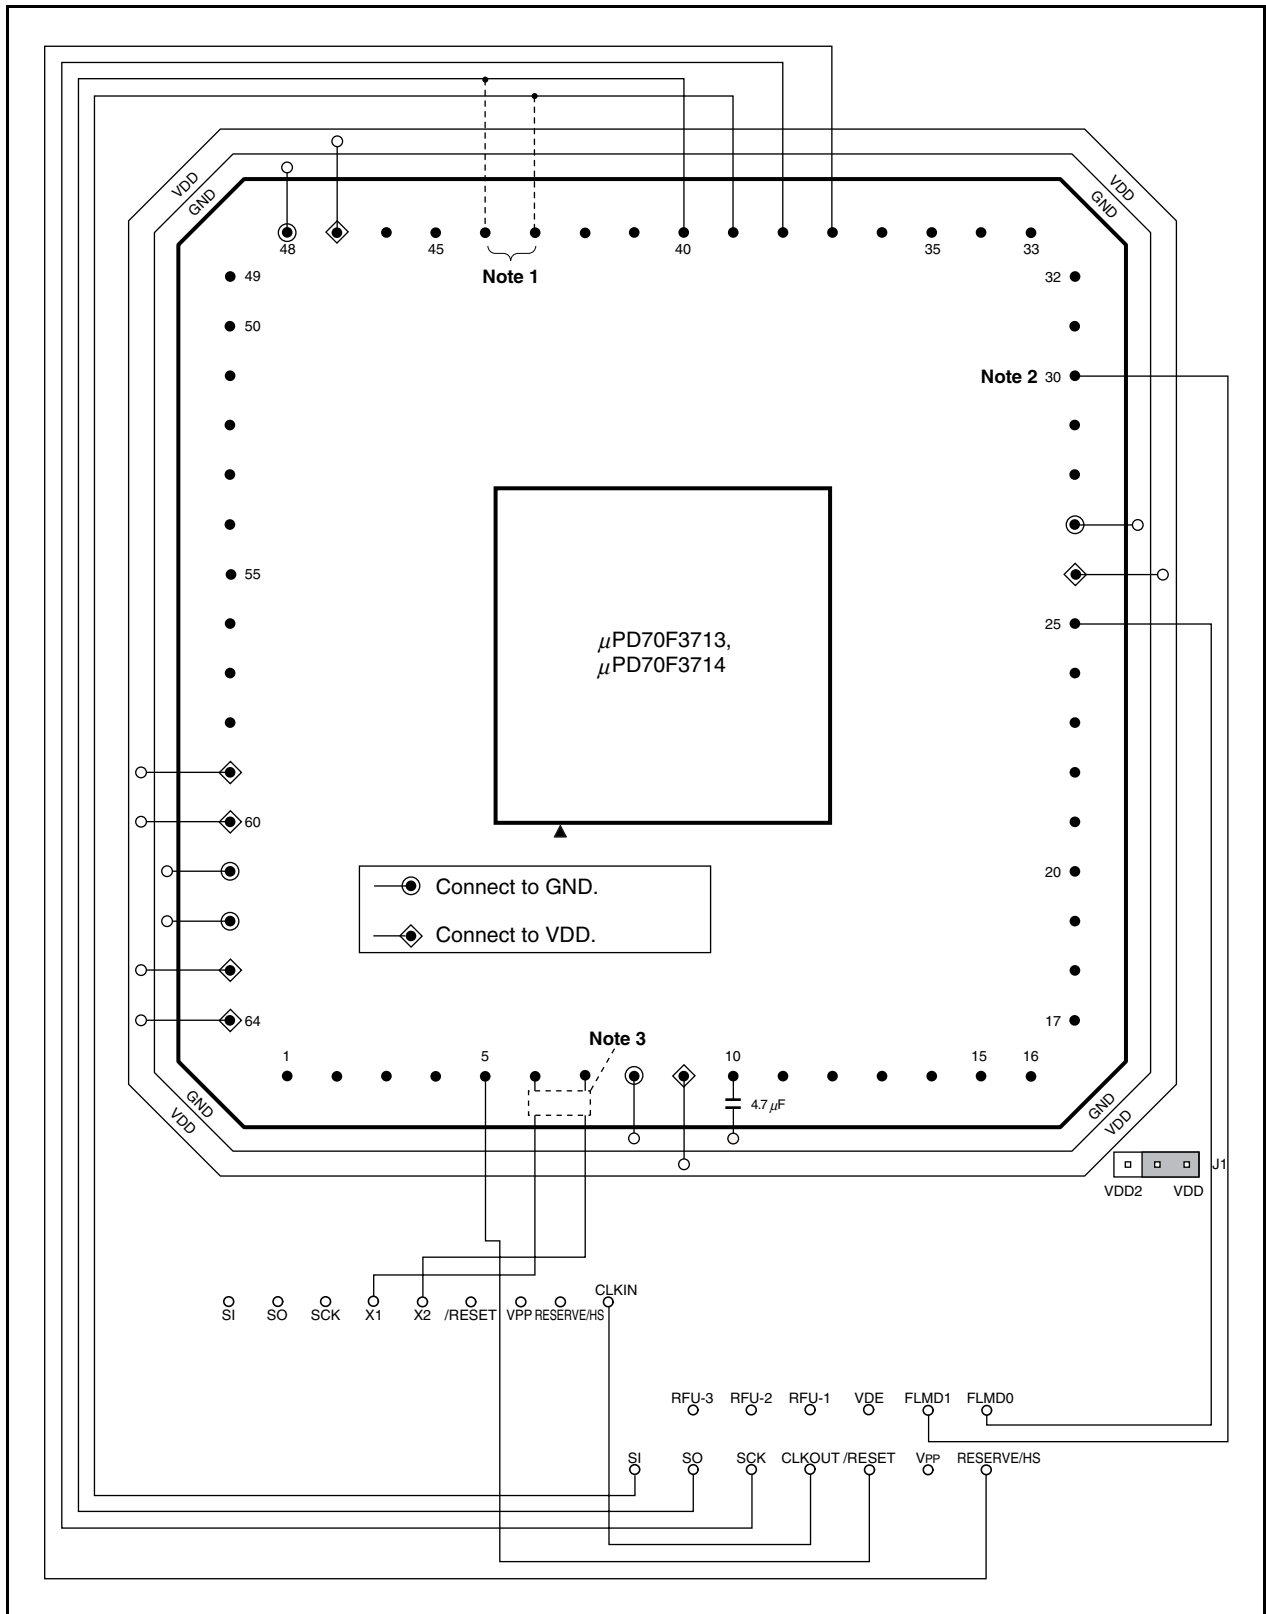 VDD
GND
VDD
GND
48
45
40
35
33
Note 1
49
32
50
Note 2 30
55
μPD70F3713,
μPD70F3714
25
60
Connect to GND.
20
Connect to VDD.
64
17
Note 3
1
5
10
15
16
4.7 μF
GND
VDD
GND
VDD
J1
VDD2
VDD
CLKIN
SI
SO
SCK
X1
X2
/RESET
VPP
RESERVE/HS
RFU-3
RFU-2
RFU-1
VDE
FLMD1
FLMD0
SI
SO
SCK
CLKOUT
/RESET
VPP
RESERVE/HS